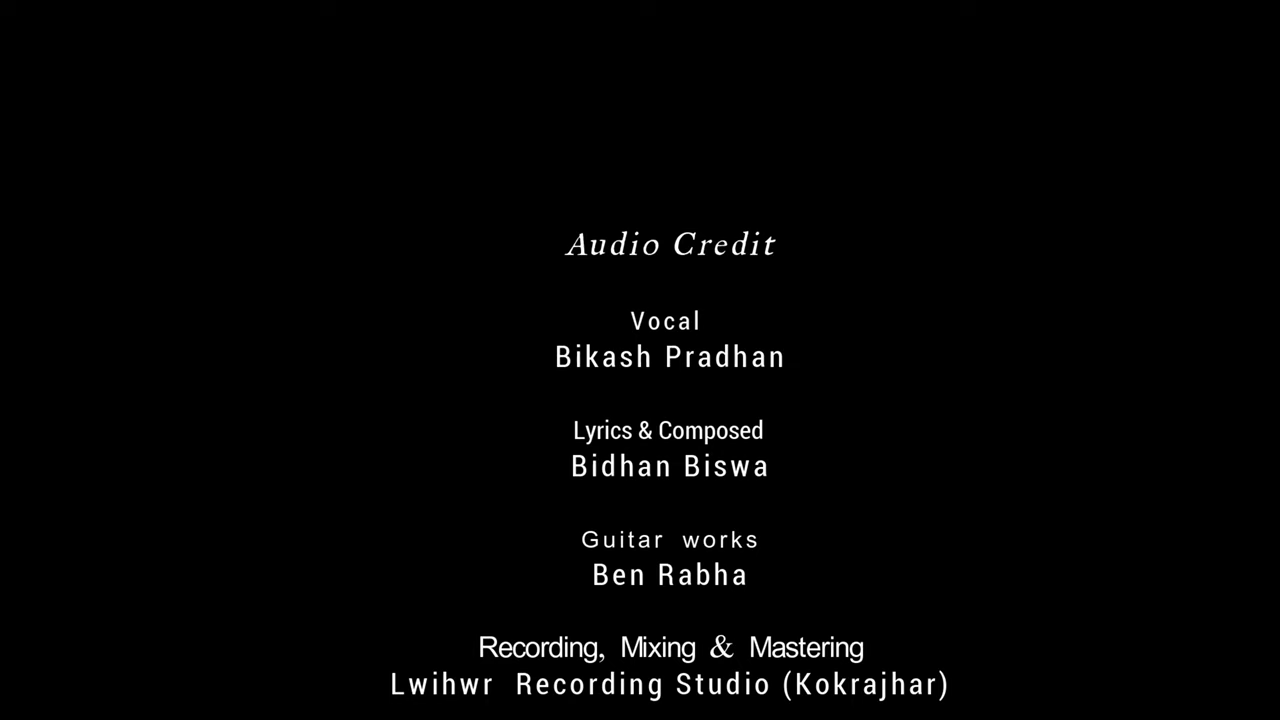 Audio Credit
Vocal
Bikash Pradhan
Lyrics & Composed
Bidhan Biswa
Guitar works
Ben Rabha
Recording, Mixing & Mastering
Lwihwr Recording Studio (Kokrajhar)